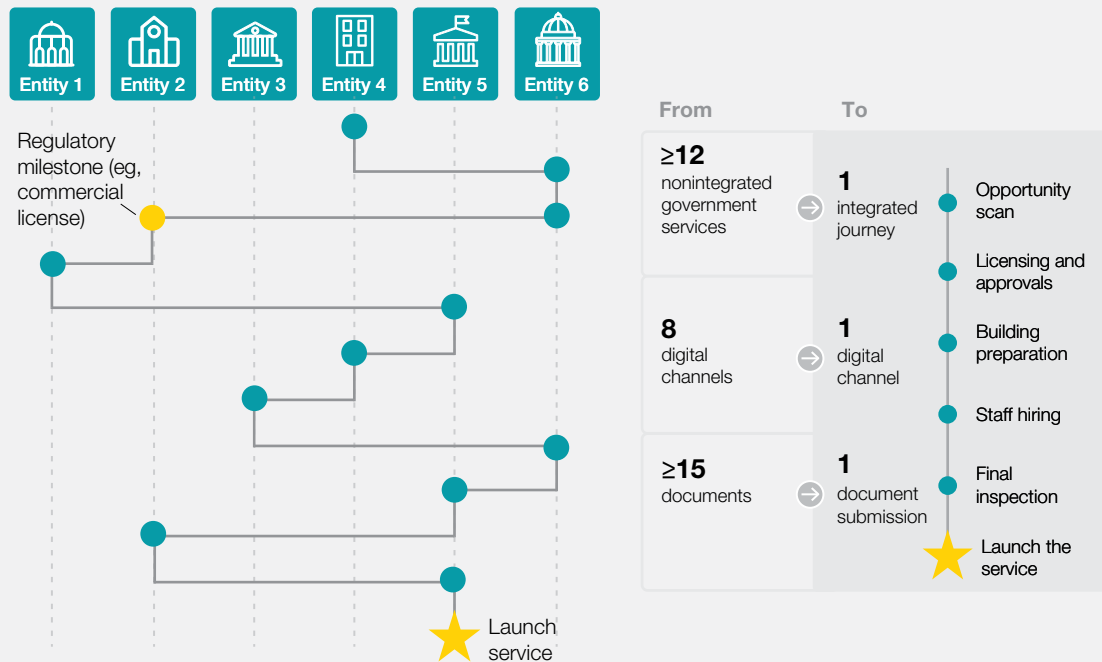 Entity 1
Entity 2
Entity 3
Entity 4
Entity 5
Entity 6
Regulatory
milestone (eg,
commercial
license)
Launch
service
From
To
≥12
nonintegrated
government
services
1
integrated
journey
8
digital
channels
1
digital
channel
≥15
documents
1
document
submission
Opportunity
scan
Licensing and
approvals
Building
preparation
Staff hiring
Final
inspection
Launch the
service